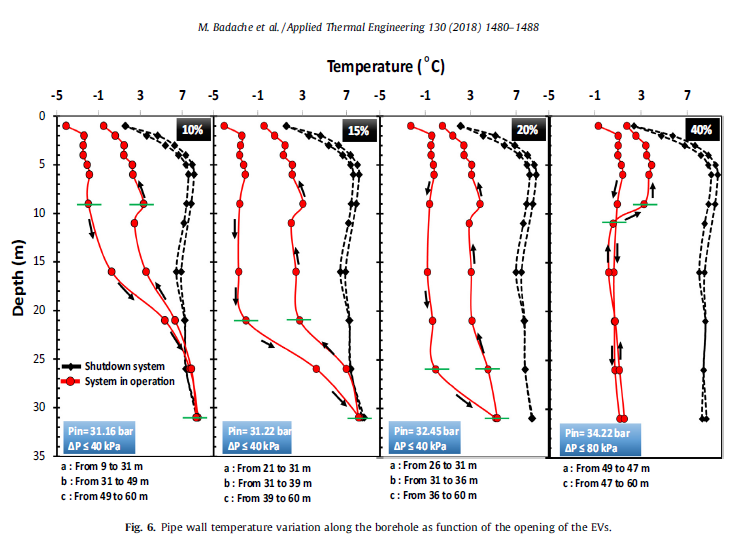 M. Badache et al. / Applied Thermal Engineering 130 (2018) 1480–1488
Temperature (°C)
-5 -1 3 7 -1 3 7 -1 3 7 -1 3 7
0
5
10
15
20
25
30
35
Depth (m)
10%
15%
20%
40%
Shutdown system
System in operation
Pin= 31.16 bar
ΔP ≤ 40 kPa
Pin= 31.22 bar
ΔP ≤ 40 kPa
Pin= 32.45 bar
ΔP ≤ 40 kPa
Pin= 34.22 bar
ΔP ≤ 80 kPa
a : From 9 to 31 m
b : From 31 to 49 m
c : From 49 to 60 m
a : From 21 to 31 m
b : From 31 to 39 m
c : From 39 to 60 m
a : From 26 to 31 m
b : From 31 to 36 m
c : From 36 to 60 m
a : From 49 to 47 m
c : From 47 to 60 m
Fig. 6. Pipe wall temperature variation along the borehole as function of the opening of the EVs.